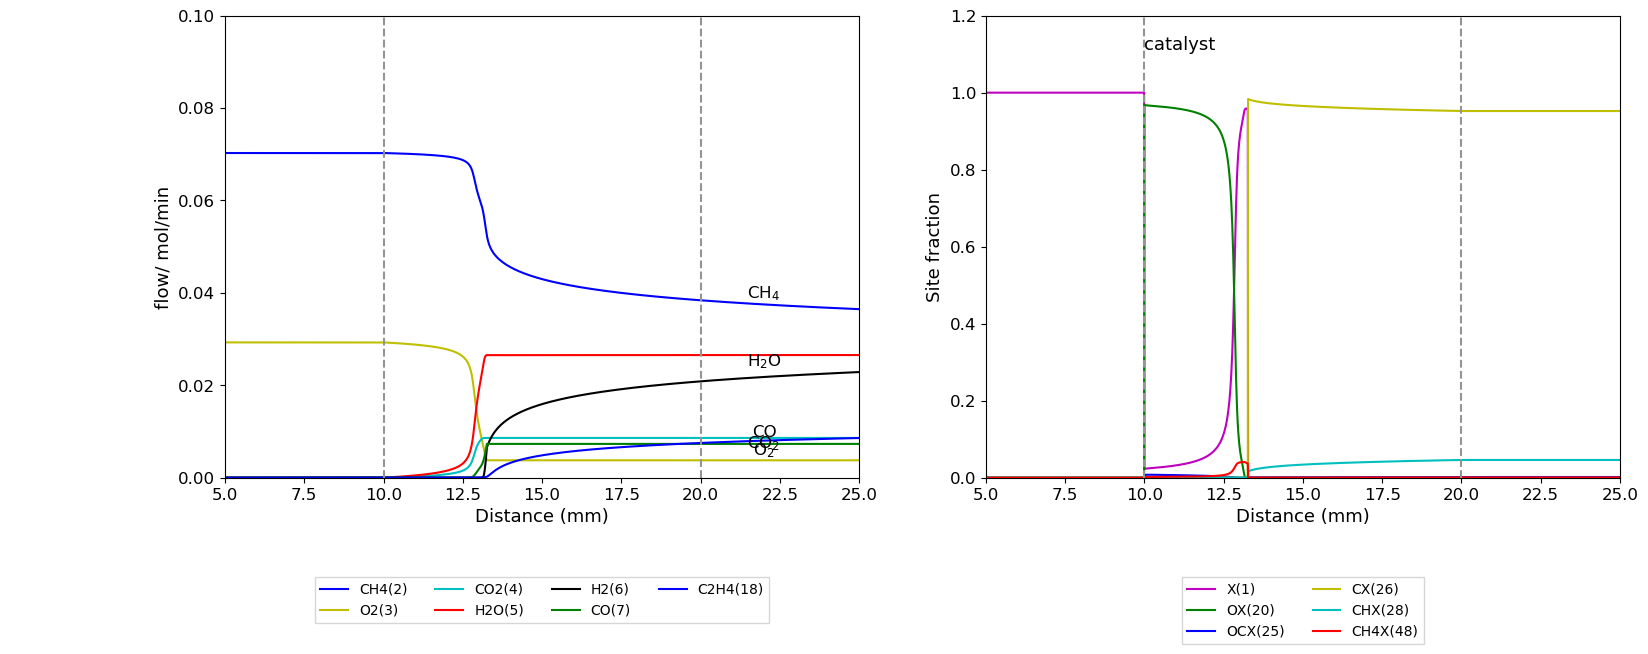 0.10
0.08
0.06
0.04
0.02
0.00
flow/ mol/min
CH₄
H₂O
CO
CO₂
O₂
5.0 7.5 10.0 12.5 15.0 17.5 20.0 22.5 25.0
Distance (mm)
CH4(2) CO2(4) H2(6) C2H4(18)
O2(3) H2O(5) CO(7)
1.2
1.0
0.8
0.6
0.4
0.2
0.0
Site fraction
catalyst
5.0 7.5 10.0 12.5 15.0 17.5 20.0 22.5 25.0
Distance (mm)
X(1) CX(26)
OX(20) CHX(28)
OCX(25) CH4X(48)